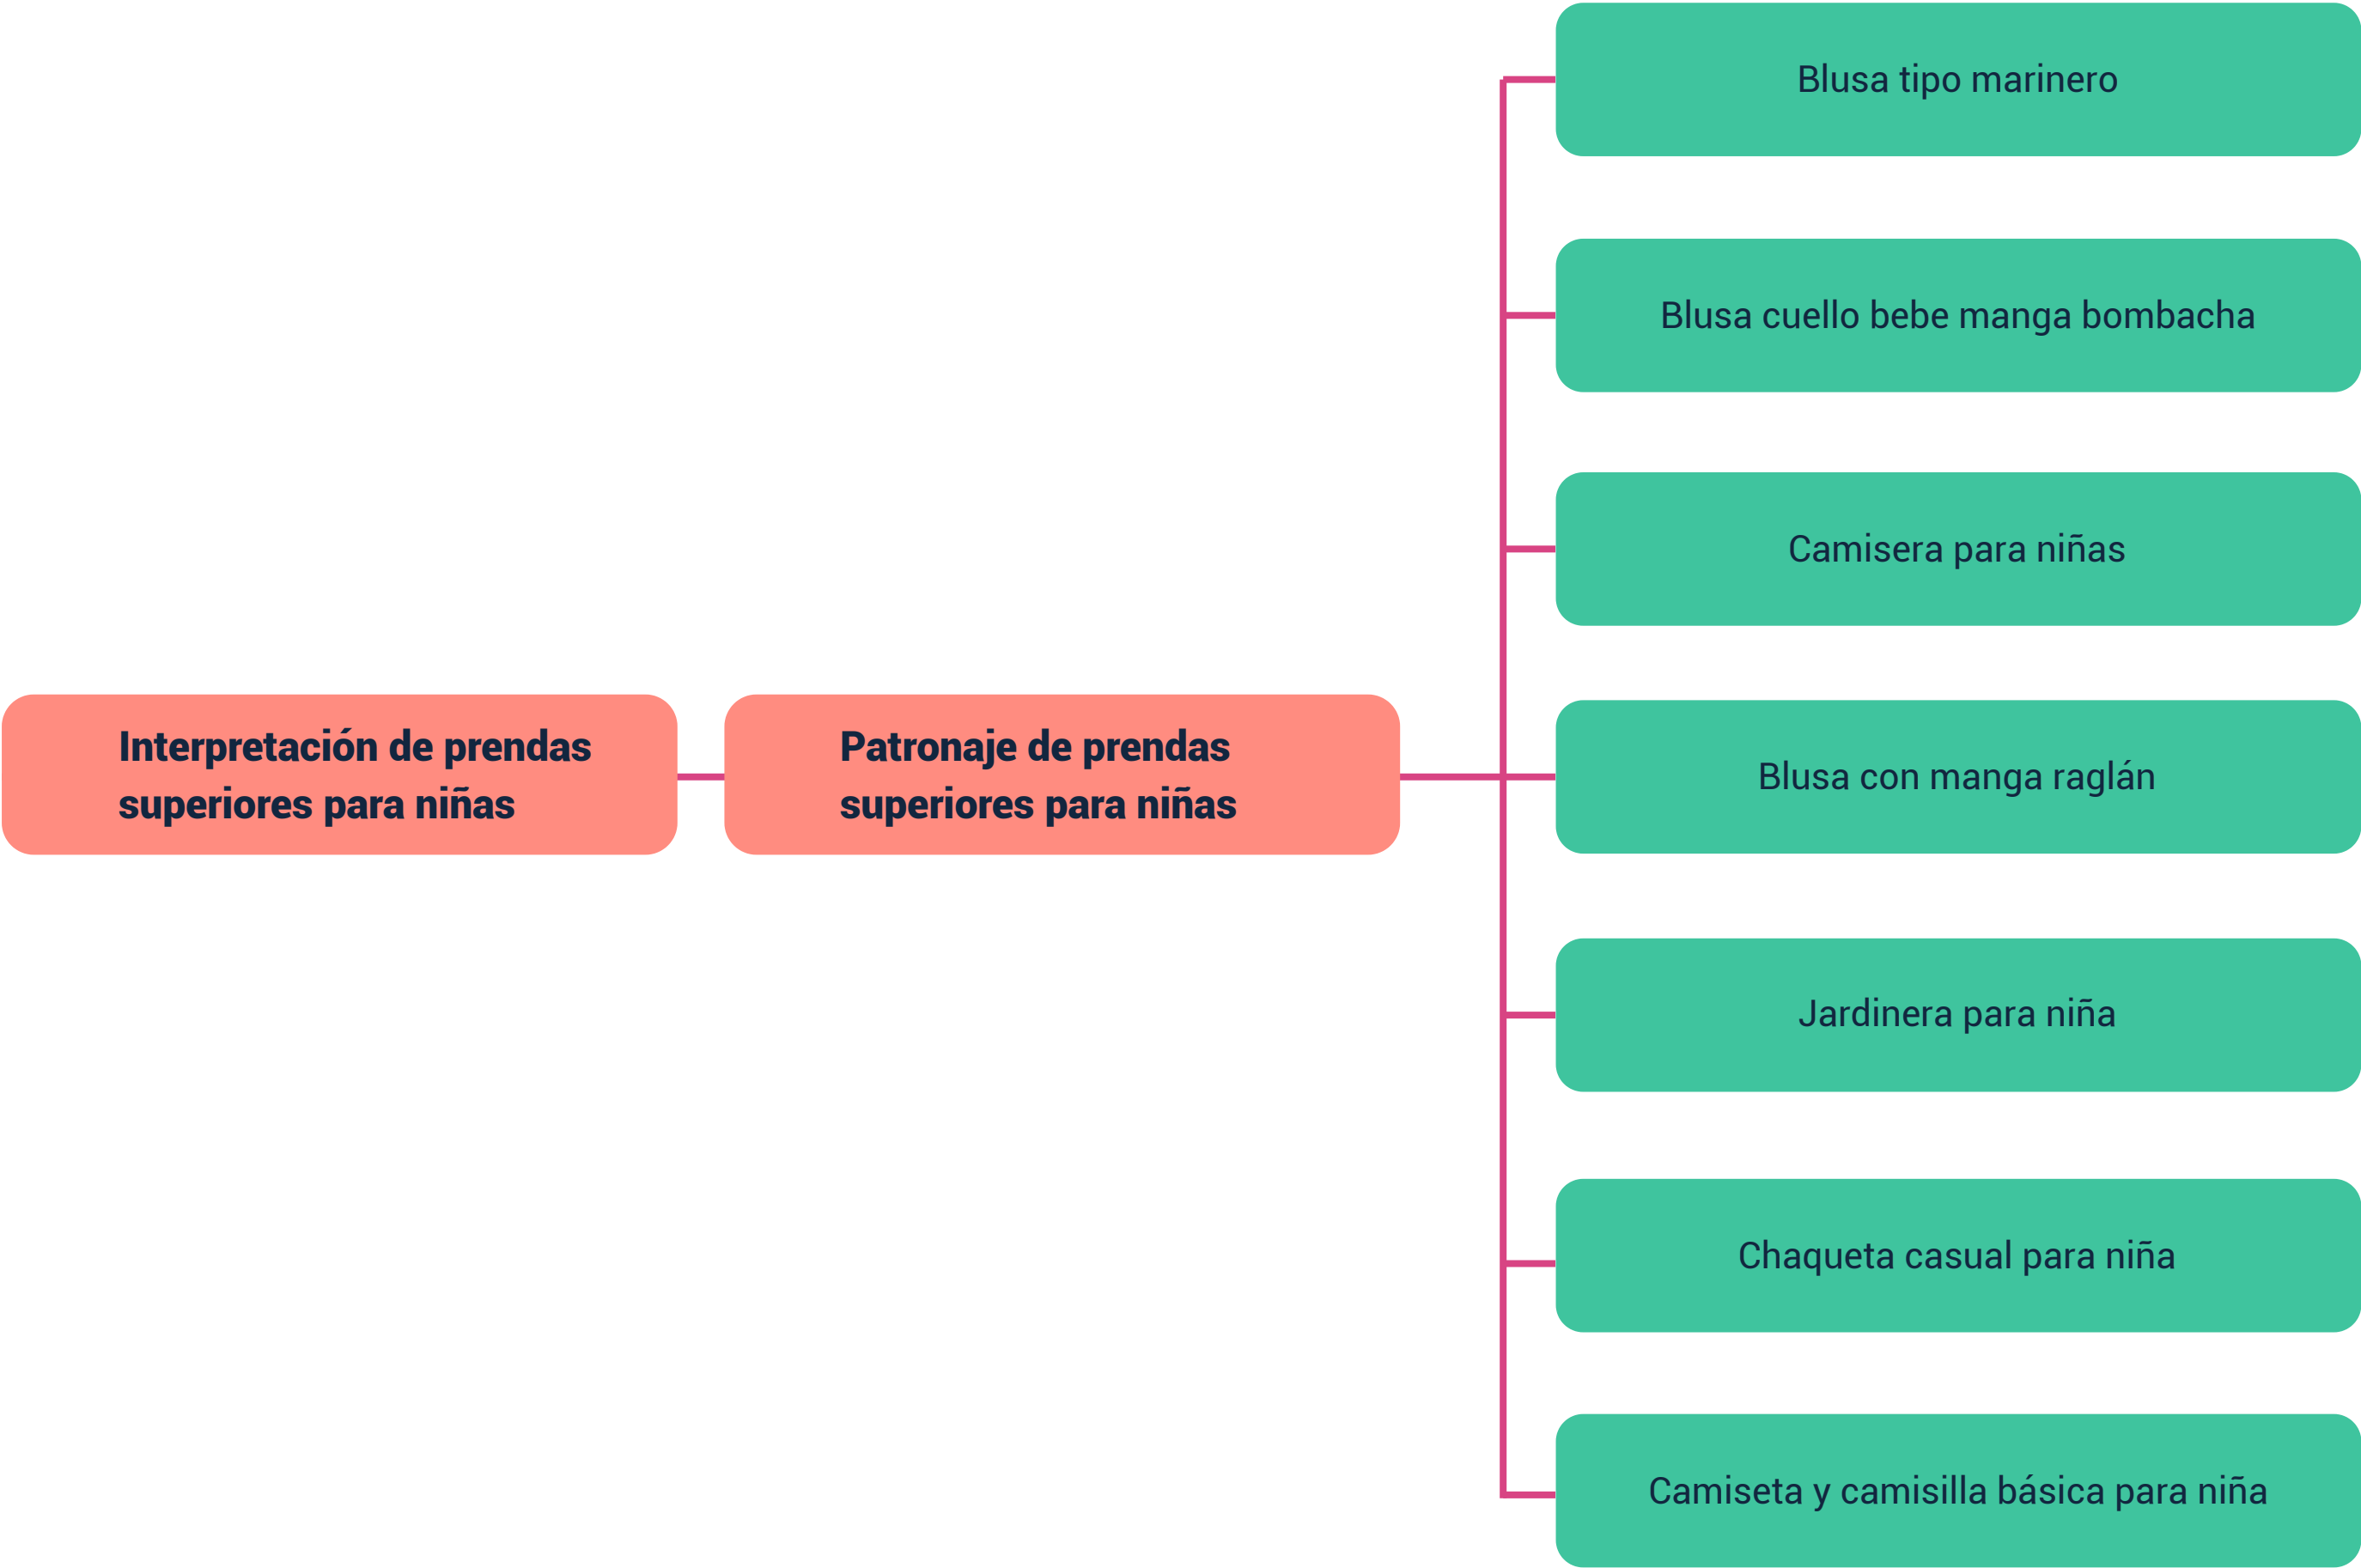 Interpretación de prendas
superiores para niñas
Patronaje de prendas
superiores para niñas
Blusa tipo marinero
Blusa cuello bebe manga bombacha
Camisera para niñas
Blusa con manga raglán
Jardinera para niña
Chaqueta casual para niña
Camiseta y camisilla básica para niña